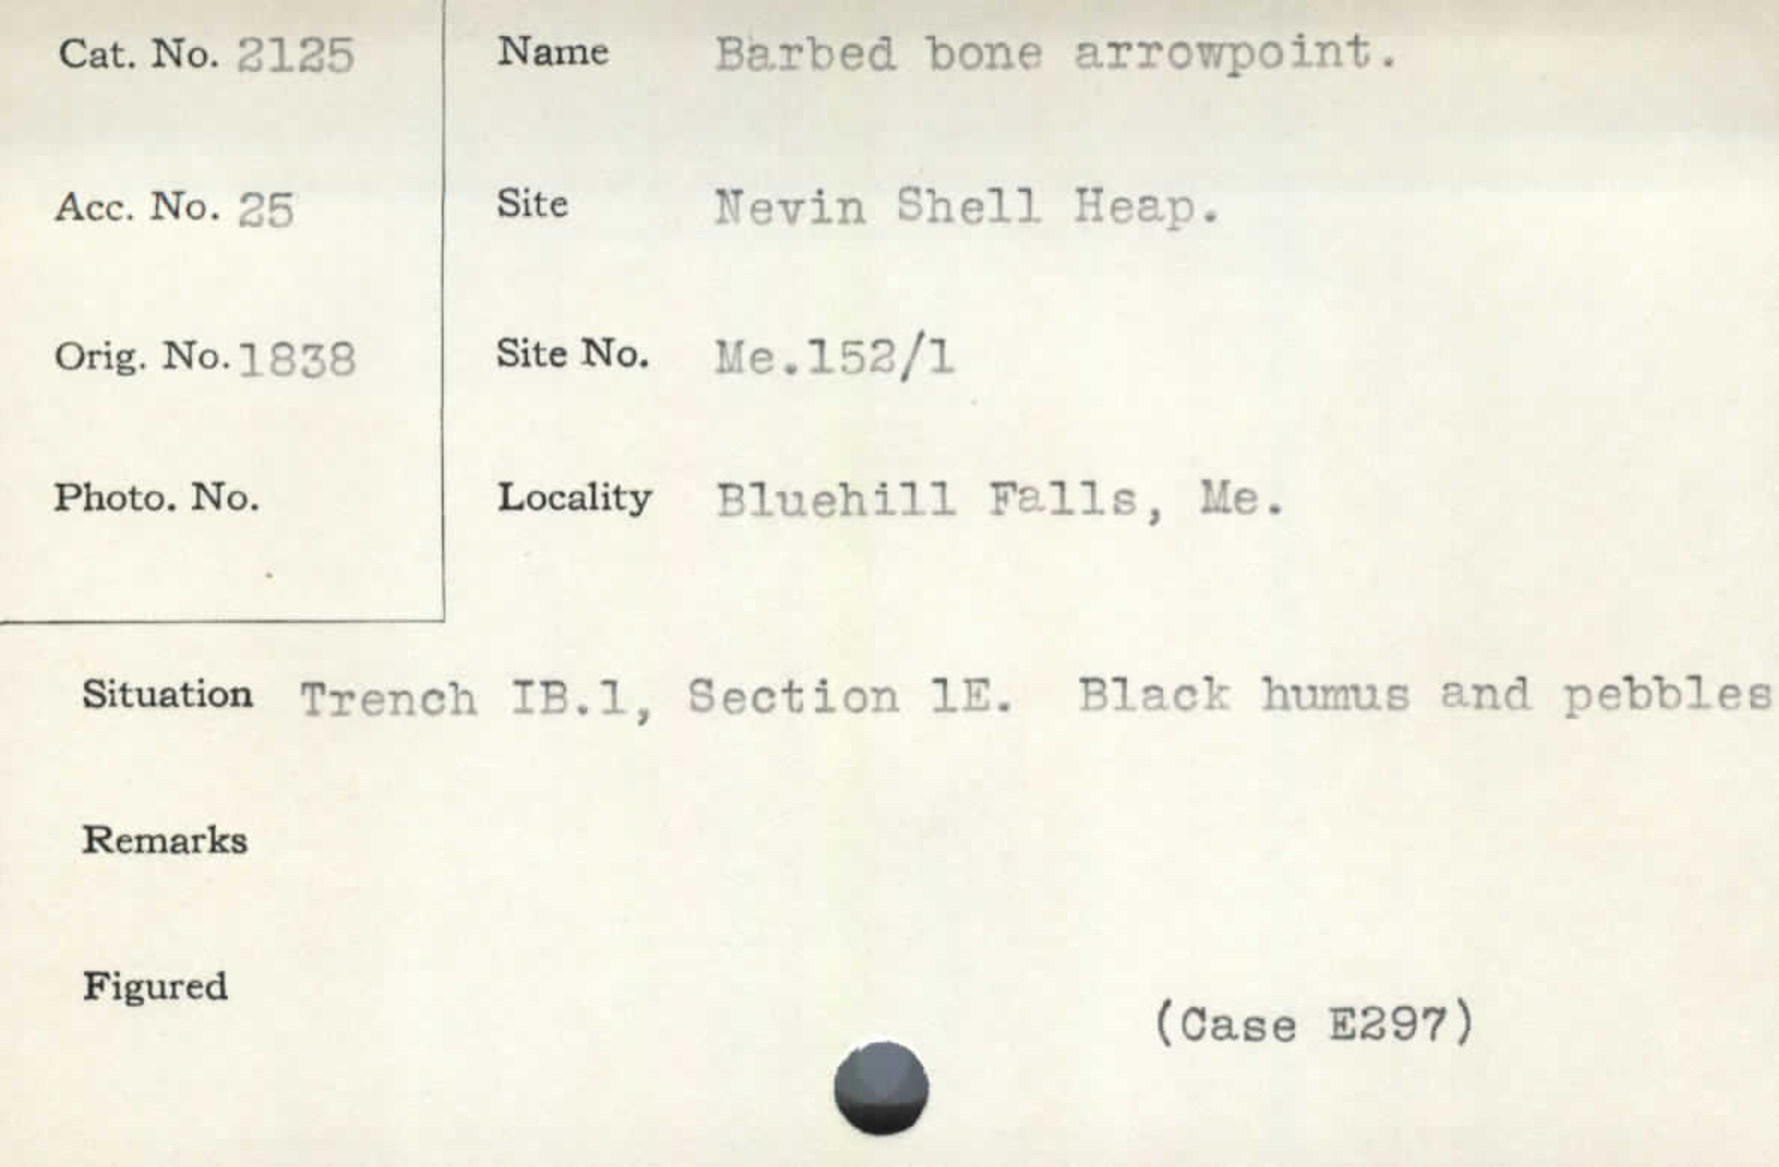 Cat. No. 2125
Name Barbed bone arrowpoint.
Acc. No. 25
Site Nevin Shell Heap.
Orig. No. 1838
Site No. Me.152/1
Photo. No.
Locality Bluehill Falls, Me.
Situation Trench IB.1, Section 1E. Black humus and pebbles
Remarks
Figured
(Case E297)